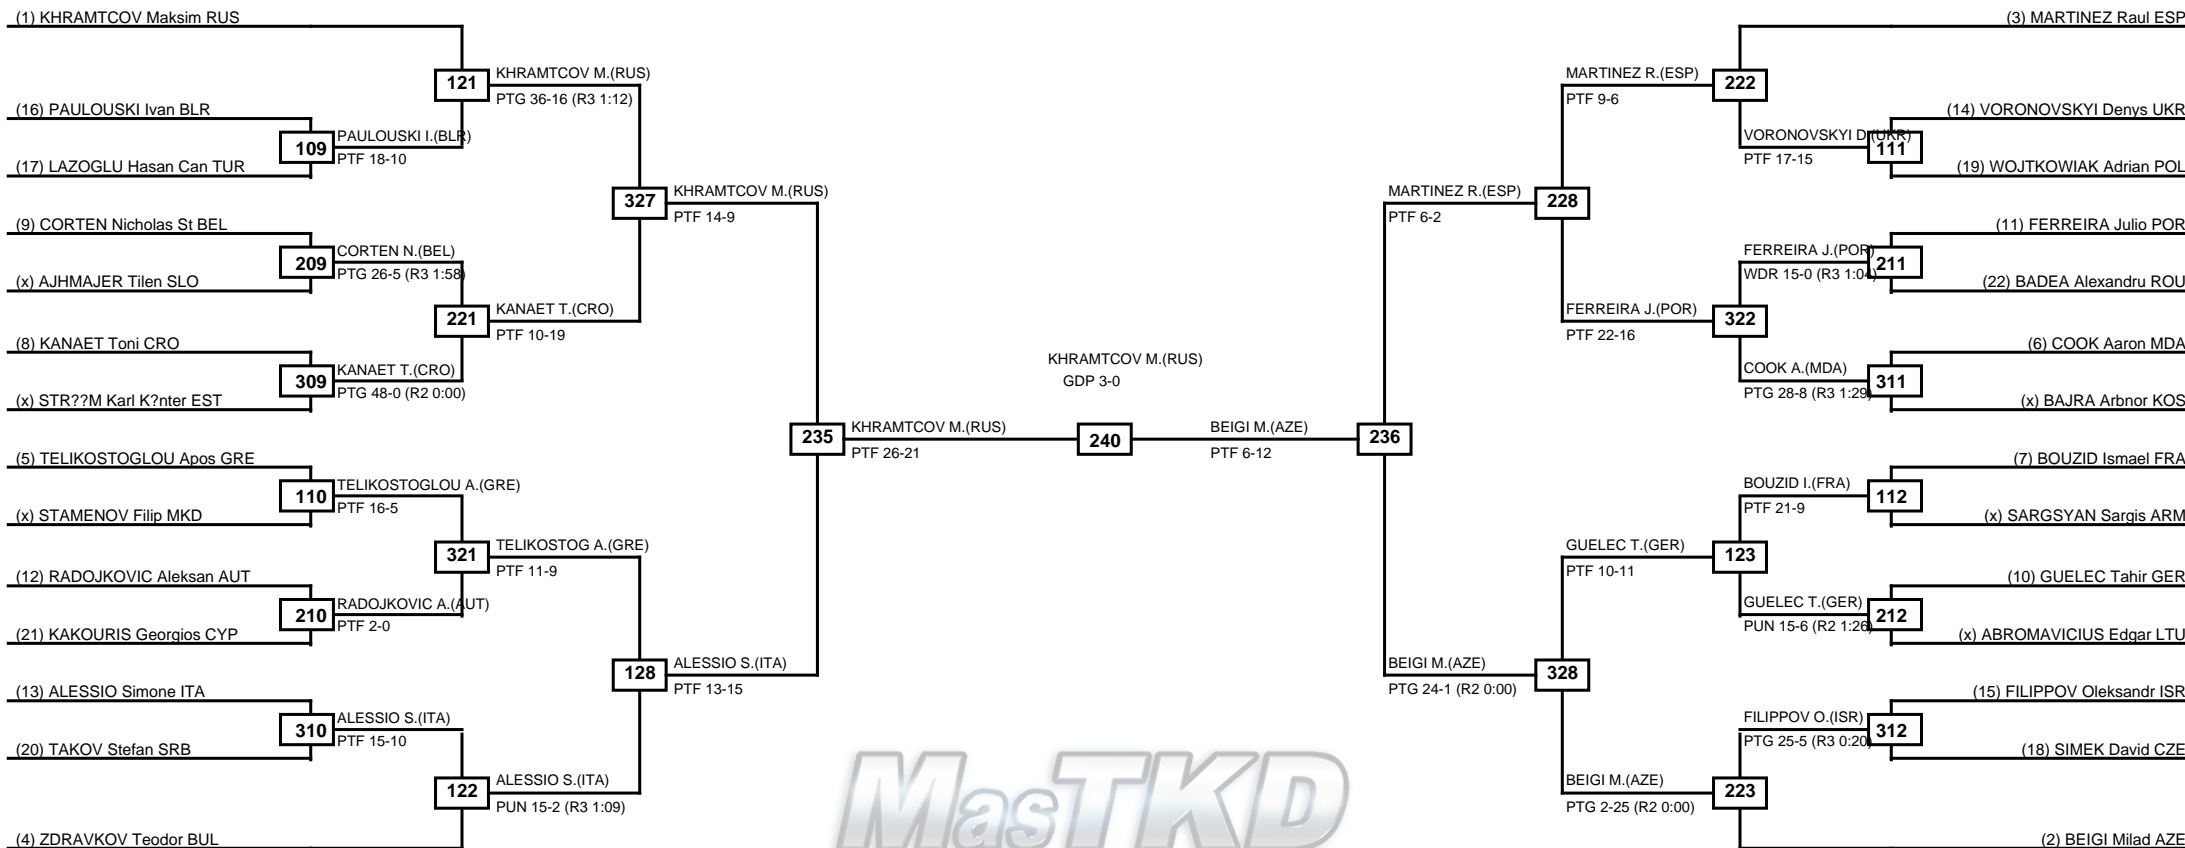 (1) KHRAMTCOV Maksim RUS
(16) PAULOUSKI Ivan BLR
(17) LAZOGLU Hasan Can TUR
(9) CORTEN Nicholas St BEL
(x) AJHMAJER Tilen SLO
(8) KANAET Toni CRO
(x) STR??M Karl K?nter EST
(5) TELIKOSTOGLOU Apos GRE
(x) STAMENOV Filip MKD
(12) RADOJKOVIC Aleksan AUT
(21) KAKOURIS Georgios CYP
(13) ALESSIO Simone ITA
(20) TAKOV Stefan SRB
(4) ZDRAVKOV Teodor BUL
109
PAULOUSKI I.(BLR)
PTF 18-10
209
CORTEN N.(BEL)
PTG 26-5 (R3 1:58)
309
KANAET T.(CRO)
PTG 48-0 (R2 0:00)
110
TELIKOSTOGLOU A.(GRE)
PTF 16-5
210
RADOJKOVIC A.(AUT)
PTF 2-0
310
ALESSIO S.(ITA)
PTF 15-10
121
KHRAMTCOV M.(RUS)
PTG 36-16 (R3 1:12)
221
KANAET T.(CRO)
PTF 10-19
321
TELIKOSTOG A.(GRE)
PTF 11-9
122
ALESSIO S.(ITA)
PUN 15-2 (R3 1:09)
327
KHRAMTCOV M.(RUS)
PTF 14-9
128
ALESSIO S.(ITA)
PTF 13-15
235
KHRAMTCOV M.(RUS)
PTF 26-21
KHRAMTCOV M.(RUS)
GDP 3-0
240
BEIGI M.(AZE)
PTF 6-12
236
MARTINEZ R.(ESP)
PTF 6-2
228
BEIGI M.(AZE)
PTG 24-1 (R2 0:00)
328
MARTINEZ R.(ESP)
PTF 9-6
222
FERREIRA J.(POR)
PTF 22-16
322
GUELEC T.(GER)
PTF 10-11
123
BEIGI M.(AZE)
PTG 2-25 (R2 0:00)
223
VORONOVSKYI D.(UKR)
PTF 17-15
111
FERREIRA J.(POR)
WDR 15-0 (R3 1:04)
211
COOK A.(MDA)
PTG 28-8 (R3 1:29)
311
BOUZID I.(FRA)
PTF 21-9
112
GUELEC T.(GER)
PUN 15-6 (R2 1:26)
212
FILIPPOV O.(ISR)
PTG 25-5 (R3 0:20)
312
(3) MARTINEZ Raul ESP
(14) VORONOVSKYI Denys UKR
(19) WOJTKOWIAK Adrian POL
(11) FERREIRA Julio POR
(22) BADEA Alexandru ROU
(6) COOK Aaron MDA
(x) BAJRA Arbnor KOS
(7) BOUZID Ismael FRA
(x) SARGSYAN Sargis ARM
(10) GUELEC Tahir GER
(x) ABROMAVICIUS Edgar LTU
(15) FILIPPOV Oleksandr ISR
(18) SIMEK David CZE
(2) BEIGI Milad AZE
MasTKD